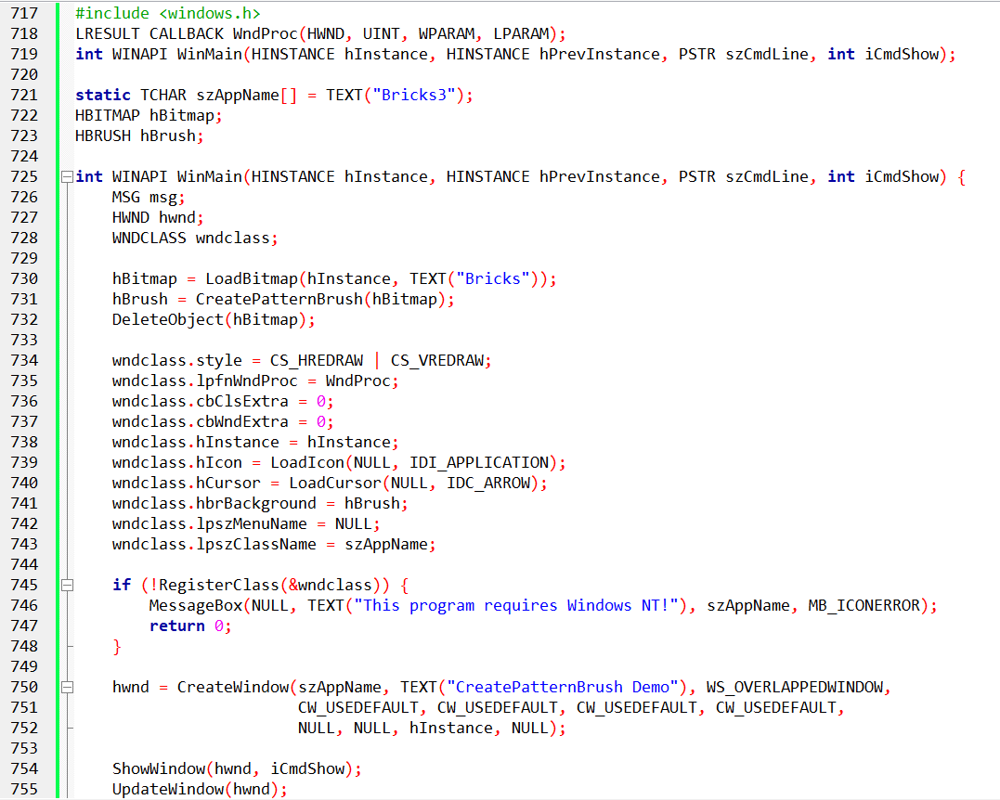 717 #include <windows.h>
718 LRESULT CALLBACK WndProc(HWND, UINT, WPARAM, LPARAM);
719 int WINAPI WinMain(HINSTANCE hInstance, HINSTANCE hPrevInstance, PSTR szCmdLine, int iCmdShow);
720
721 static TCHAR szAppName[] = TEXT("Bricks3");
722 HBITMAP hBitmap;
723 HBRUSH hBrush;
724
725 int WINAPI WinMain(HINSTANCE hInstance, HINSTANCE hPrevInstance, PSTR szCmdLine, int iCmdShow) {
726     MSG msg;
727     HWND hwnd;
728     WNDCLASS wndclass;
729
730     hBitmap = LoadBitmap(hInstance, TEXT("Bricks"));
731     hBrush = CreatePatternBrush(hBitmap);
732     DeleteObject(hBitmap);
733
734     wndclass.style = CS_HREDRAW | CS_VREDRAW;
735     wndclass.lpfnWndProc = WndProc;
736     wndclass.cbClsExtra = 0;
737     wndclass.cbWndExtra = 0;
738     wndclass.hInstance = hInstance;
739     wndclass.hIcon = LoadIcon(NULL, IDI_APPLICATION);
740     wndclass.hCursor = LoadCursor(NULL, IDC_ARROW);
741     wndclass.hbrBackground = hBrush;
742     wndclass.lpszMenuName = NULL;
743     wndclass.lpszClassName = szAppName;
744
745     if (!RegisterClass(&wndclass)) {
746         MessageBox(NULL, TEXT("This program requires Windows NT!"), szAppName, MB_ICONERROR);
747         return 0;
748     }
749
750     hwnd = CreateWindow(szAppName, TEXT("CreatePatternBrush Demo"), WS_OVERLAPPEDWINDOW,
751                         CW_USEDEFAULT, CW_USEDEFAULT, CW_USEDEFAULT, CW_USEDEFAULT,
752                         NULL, NULL, hInstance, NULL);
753
754     ShowWindow(hwnd, iCmdShow);
755     UpdateWindow(hwnd);